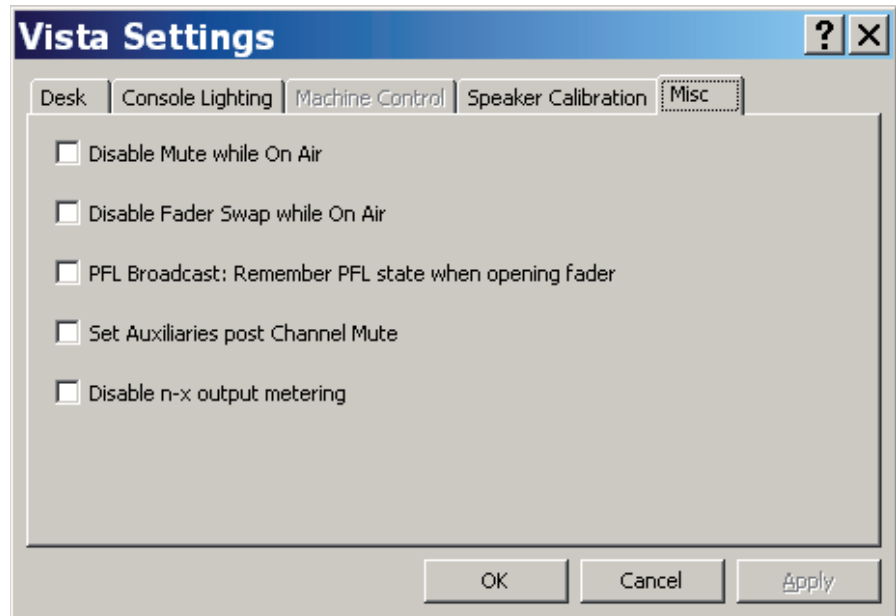 Vista Settings
Desk Console Lighting Machine Control Speaker Calibration Misc
Disable Mute while On Air
Disable Fader Swap while On Air
PFL Broadcast: Remember PFL state when opening fader
Set Auxiliaries post Channel Mute
Disable n-x output metering
OK Cancel Apply